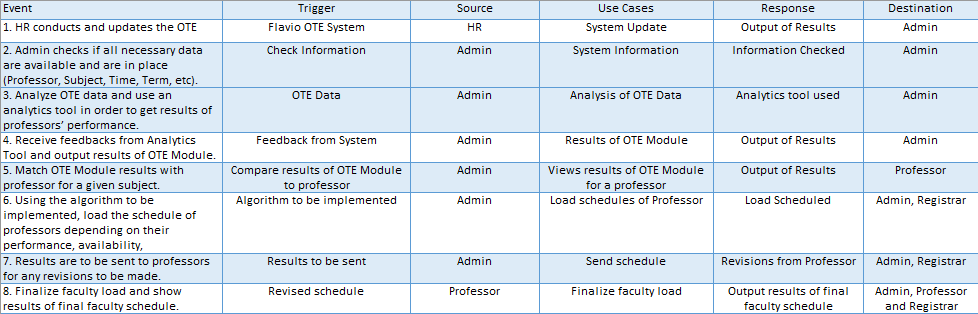 Event Trigger Source Use Cases Response Destination
1. HR conducts and updates the OTE Flavio OTE System HR System Update Output of Results Admin
2. Admin checks if all necessary data Check Information Admin System Information Information Checked Admin
are available and are in place
(Professor, Subject, Time, Term, etc).
3. Analyze OTE data and use an OTE Data Admin Analysis of OTE Data Analytics tool used Admin
analytics tool in order to get results of
professors’ performance.
4. Receive feedbacks from Analytics Feedback from System Admin Results of OTE Module Output of Results Admin
Tool and output results of OTE Module.
5. Match OTE Module results with Compare results of OTE Module Admin Views results of OTE Module Output of Results Professor
professor for a given subject. to professor for a professor
6. Using the algorithm to be Algorithm to be implemented Admin Load schedules of Professor Load Scheduled Admin, Registrar
implemented, load the schedule of
professors depending on their
performance, availability,
7. Results are to be sent to professors Results to be sent Admin Send schedule Revisions from Professor Admin, Registrar
for any revisions to be made.
8. Finalize faculty load and show Revised schedule Professor Finalize faculty load Output results of final Admin, Professor
results of final faculty schedule. faculty schedule and Registrar